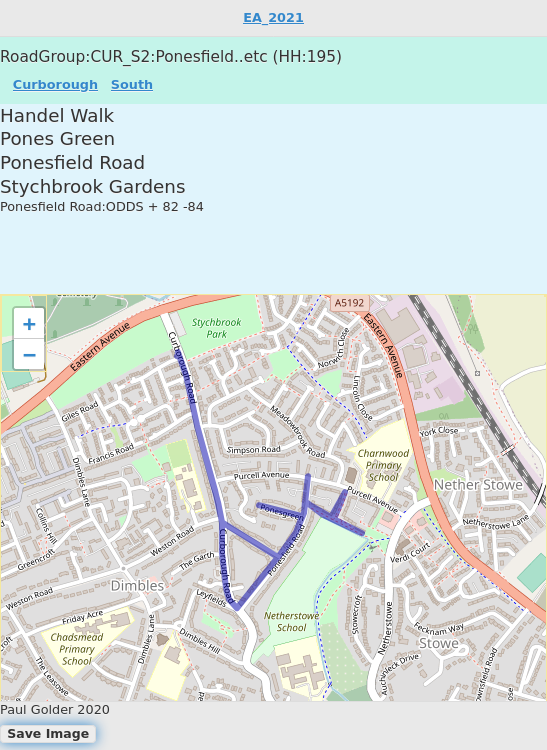 EA_2021
RoadGroup:CUR_S2:Ponesfield..etc (HH:195)
Curborough South
Handel Walk
Pones Green
Ponesfield Road
Stychbrook Gardens
Ponesfield Road:ODDS + 82 -84
+
−
A5192
Stychbrook
Park
Eastern Avenue
Eastern Avenue
Curborough Road
Norwich Close
Lincoln Close
Giles Road
Meadowbrook Road
York Close
Francis Road
Simpson Road
Charnwood
Primary
School
Dimbles Lane
Purcell Avenue
Purcell Avenue
Nether Stowe
Collins Hill
Ponesgreen
Netherstowe Lane
Weston Road
Greencroft
The Garth
Curborough Road
Ponesfield Road
Verdi Court
Dimbles
Weston Road
Leyfields
Friday Acre
Netherstowe
School
Stowecroft
Netherstowe
Feckham Way
Stowe
Chadsmead
Primary
School
Dimbles Lane
Dimbles Hill
The Leasowe
Auchinleck Drive
Paul Golder 2020
Save Image